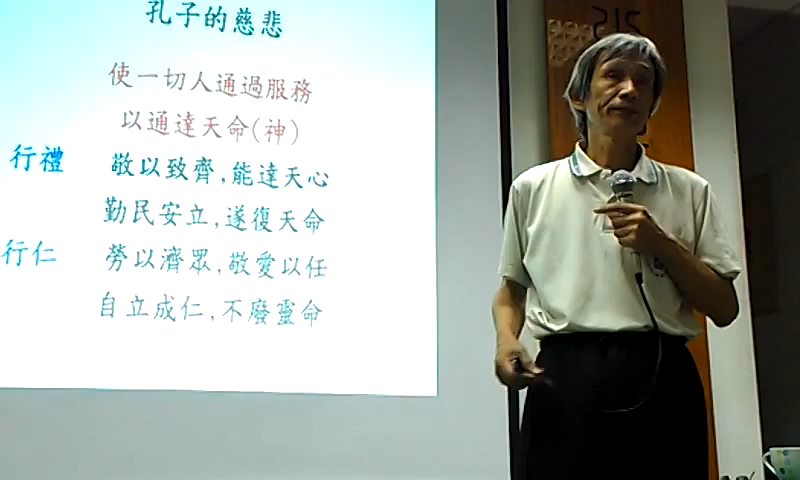 孔子的慈悲
使一切人通過服務
以通達天命(神)
行禮 敬以致齊,能達天心
勤民安立,遂復天命
行仁 勞以濟眾,敬愛以任
自立成仁,不廢靈命